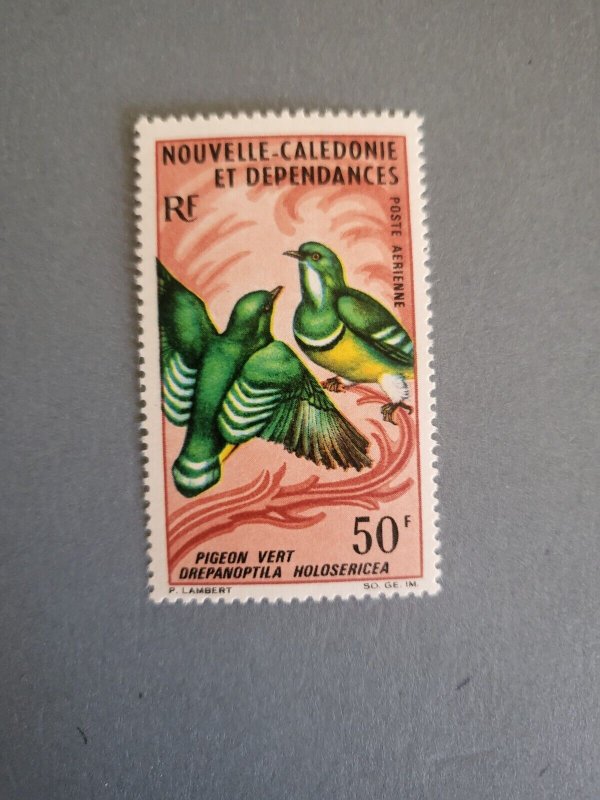 NOUVELLE-CALEDONIE
ET DEPENDANCES
RF
POSTE AERIENNE
50F
PIGEON VERT
DREPANOPTILA HOLOSERICEA
P. LAMBERT SO. GE. IM.